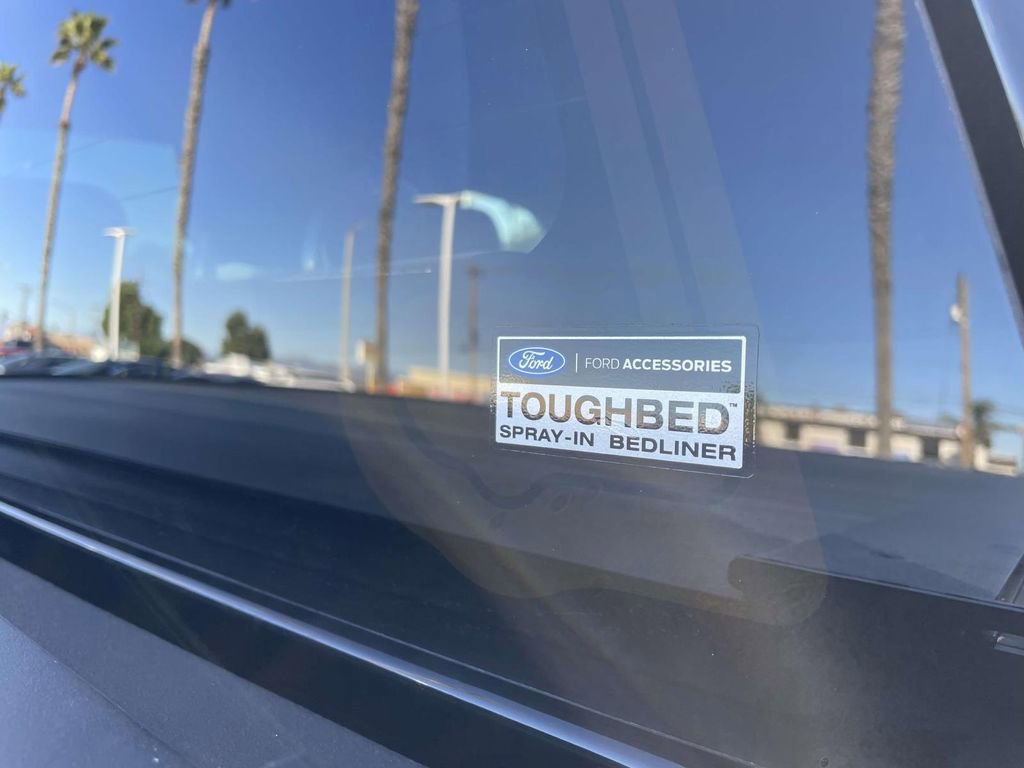 Ford | FORD ACCESSORIES
TOUGHBED™
SPRAY-IN BEDLINER